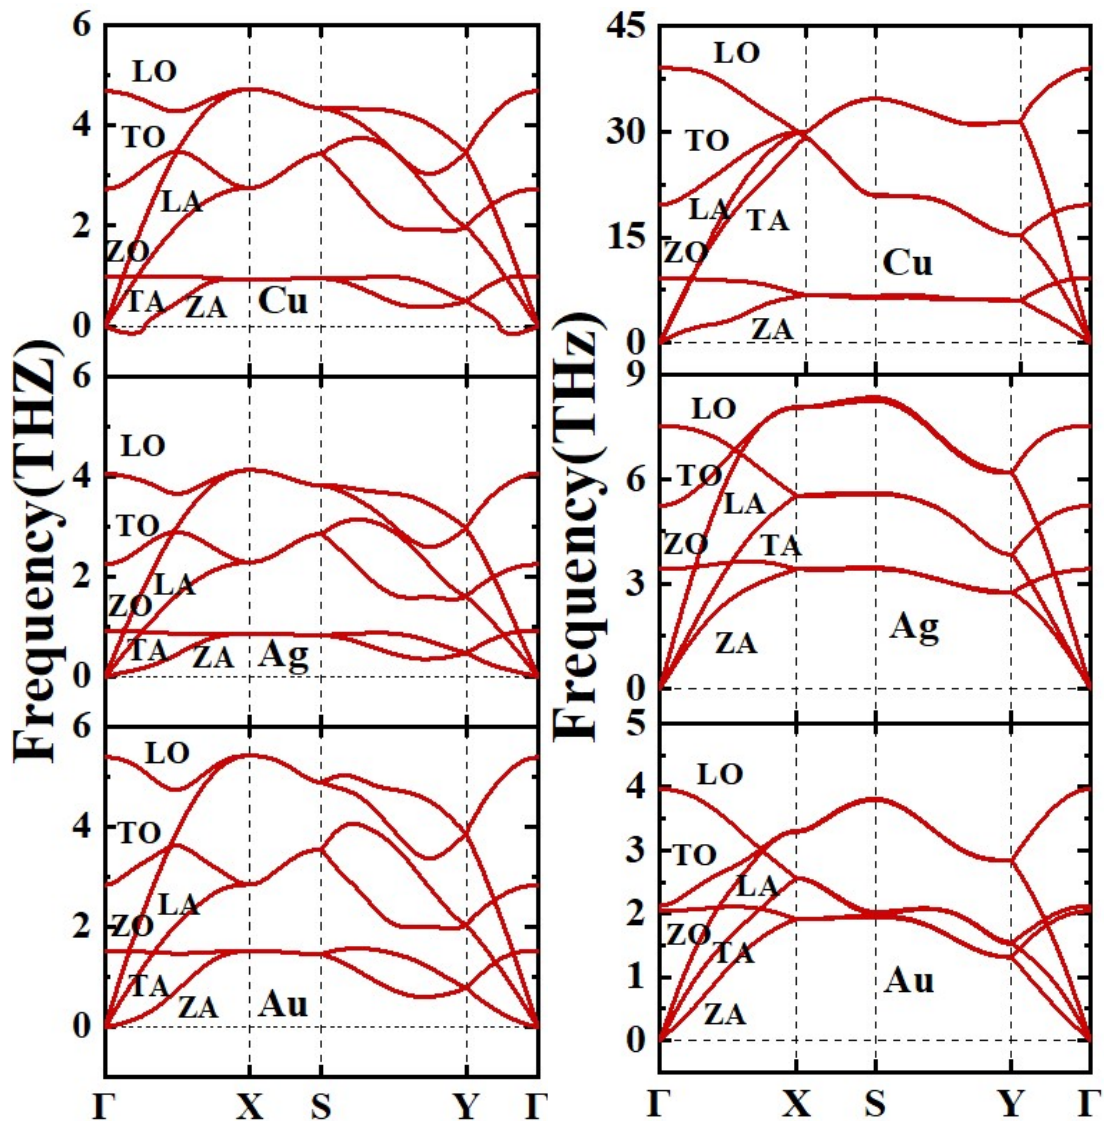 Frequency(THZ)
6
4
2
0
LO
TO
LA
ZO
TA
ZA
Cu
6
4
2
0
LO
TO
LA
ZO
TA
ZA
Ag
6
4
2
0
LO
TO
LA
ZO
TA
ZA
Au
Γ
X
S
Y
Γ
Frequency(THz)
45
30
15
0
LO
TO
LA
TA
ZO
ZA
Cu
9
6
3
0
LO
TO
LA
ZO
TA
ZA
Ag
5
4
3
2
1
0
LO
TO
LA
ZO
TA
ZA
Au
Γ
X
S
Y
Γ